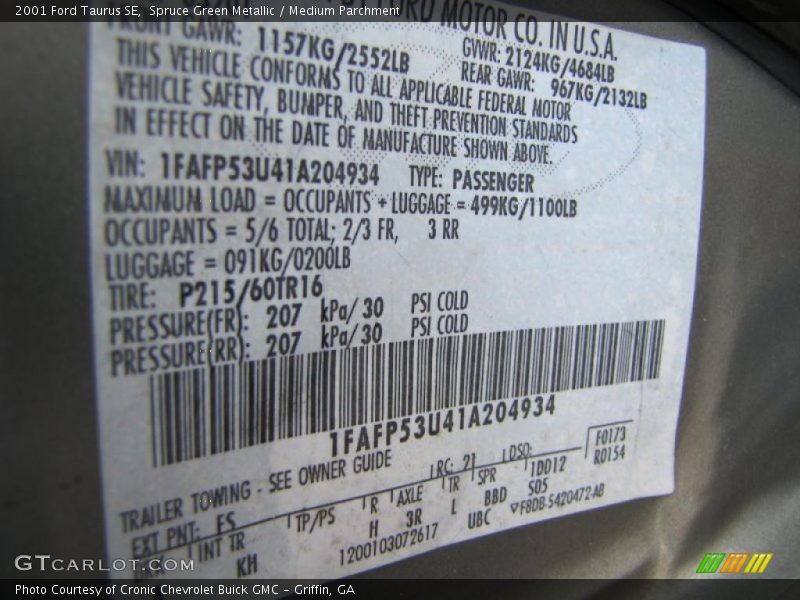 2001 Ford Taurus SE, Spruce Green Metallic / Medium Parchment
MOTOR CO. IN U.S.A.
FRONT GAWR: 1157KG/2552LB GVWR: 2124KG/4684LB
REAR GAWR: 967KG/2132LB
THIS VEHICLE CONFORMS TO ALL APPLICABLE FEDERAL MOTOR
VEHICLE SAFETY, BUMPER, AND THEFT PREVENTION STANDARDS
IN EFFECT ON THE DATE OF MANUFACTURE SHOWN ABOVE.
VIN: 1FAFP53U41A204934 TYPE: PASSENGER
MAXIMUM LOAD = OCCUPANTS + LUGGAGE = 499KG/1100LB
OCCUPANTS = 5/6 TOTAL; 2/3 FR, 3 RR
LUGGAGE = 091KG/0200LB
TIRE: P215/60TR16
PRESSURE(FR): 207 kPa/ 30 PSI COLD
PRESSURE(RR): 207 kPa/ 30 PSI COLD
1FAFP53U41A204934
TRAILER TOWING - SEE OWNER GUIDE
EXT PNT: FS RC: 21 DSO: F0173
R0154
INT TR TP/PS R AXLE TR SPR 1DD12
KH H 3R L BBD S05
1200103072617 UBC F8DB-5420472-AB
GTCARLOT.COM
Photo Courtesy of Cronic Chevrolet Buick GMC – Griffin, GA